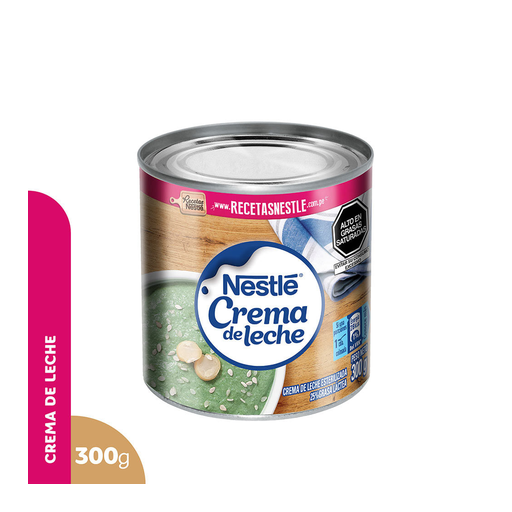 Recetas
Nestlé
www.RECETASNESTLE.com.pe
ALTO EN
GRASAS
SATURADAS
Nestlé
Crema
de leche
CREMA DE LECHE ESTERILIZADA
25% GRASA LÁCTEA
300 g
CREMA DE LECHE
300g